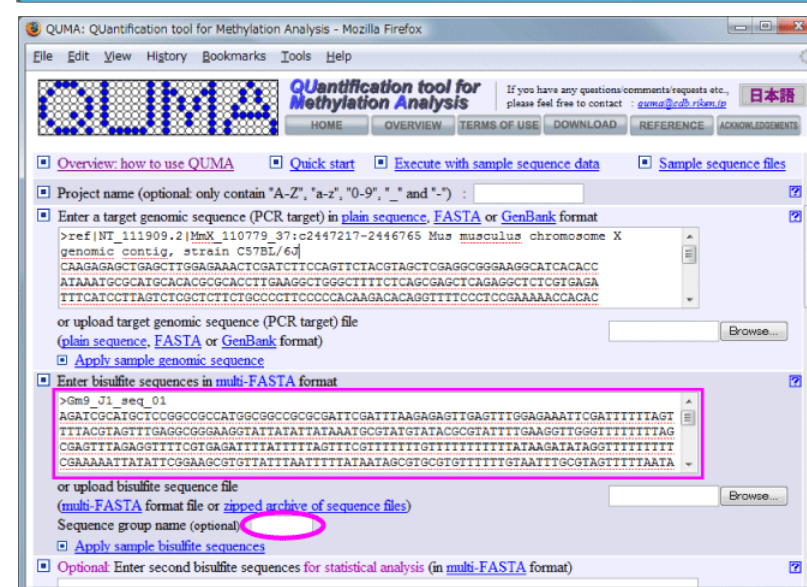 QUMA: QUantification tool for Methylation Analysis - Mozilla Firefox
File Edit View History Bookmarks Tools Help
QUMA
QUantification tool for
Methylation Analysis
If you have any questions/comments/requests etc.,
please feel free to contact : quma@cdb.riken.jp
日本語
HOME OVERVIEW TERMS OF USE DOWNLOAD REFERENCE ACKNOWLEDGEMENTS
Overview: how to use QUMA Quick start Execute with sample sequence data Sample sequence files
Project name (optional: only contain "A-Z", "a-z", "0-9", "_" and "-") : ?
Enter a target genomic sequence (PCR target) in plain sequence, FASTA or GenBank format ?
>ref|NT_111909.2|MmX_110779_37:c2447217-2446765 Mus musculus chromosome X
genomic contig, strain C57BL/6J
CAAGAGAGCTGAGCTTGGAGAAACTCGATCTTCCAGTTCTACGTAGCTCGAGGCGGGAAGGCATCACACC
ATAAATGCGCATGCACACGCGCACCTTGAAGGCTGGGCTTTTCTCAGCGAGCTCAGAGGCTCTCGTGAGA
TTTCATCCTTAGTCTCGCTCTTCTGCCCCTTCCCCCACAAGACACAGGTTTTCCCTCCGAAAAACCACAC
or upload target genomic sequence (PCR target) file
Browse...
(plain sequence, FASTA or GenBank format)
Apply sample genomic sequence
Enter bisulfite sequences in multi-FASTA format ?
>Gm9_J1_seq_01
AGATCGCATGCTCCGGCCGCCATGGCGGCCGCGCGATTCGATTTAAGAGAGTTGAGTTTGGAGAAATTCGATTTTTTAGT
TTTACGTAGTTTGAGGCGGGAAGGTATTATATTATAAATGCGTATGTATACGCGTATTTTGAAGGTTGGGTTTTTTTTAG
CGAGTTTAGAGGTTTTCGTGAGATTTTATTTTTAGTTTCGTTTTTTTGTTTTTTTTTTTATAAGATATAGGTTTTTTTTT
CGAAAAATTATATTCGGAAGCGTGTTATTTAATTTTTATAATAGCGTGCGTGTTTTTTTGTAATTTGCGTAGTTTTTAATA
or upload bisulfite sequence file
Browse...
(multi-FASTA format file or zipped archive of sequence files)
Sequence group name (optional)
Apply sample bisulfite sequences
Optional: Enter second bisulfite sequences for statistical analysis (in multi-FASTA format) ?